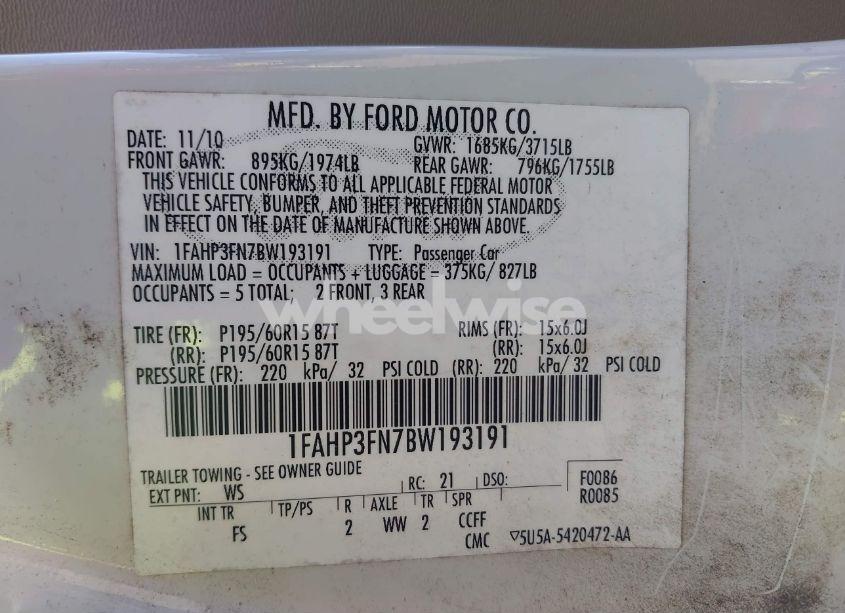 MFD. BY FORD MOTOR CO.
DATE: 11/10 GVWR: 1685KG/3715LB
FRONT GAWR: 895KG/1974LB REAR GAWR: 796KG/1755LB
THIS VEHICLE CONFORMS TO ALL APPLICABLE FEDERAL MOTOR
VEHICLE SAFETY, BUMPER, AND THEFT PREVENTION STANDARDS
IN EFFECT ON THE DATE OF MANUFACTURE SHOWN ABOVE.
VIN: 1FAHP3FN7BW193191 TYPE: Passenger Car
MAXIMUM LOAD = OCCUPANTS + LUGGAGE = 375KG/ 827LB
OCCUPANTS = 5 TOTAL; 2 FRONT, 3 REAR
wheelwise
TIRE (FR): P195/60R15 87T RIMS (FR): 15x6.0J
(RR): P195/60R15 87T (RR): 15x6.0J
PRESSURE (FR): 220 kPa/ 32 PSI COLD (RR): 220 kPa/ 32 PSI COLD
1FAHP3FN7BW193191
TRAILER TOWING - SEE OWNER GUIDE
EXT PNT: WS RC: 21 DSO: F0086
R0085
INT TR TP/PS R AXLE TR SPR
FS 2 WW 2 CCFF
CMC ▽5U5A-5420472-AA